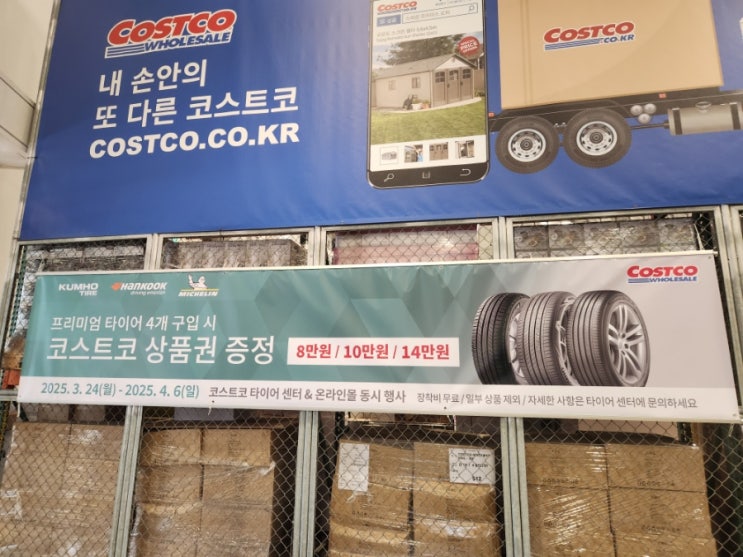 COSTCO
WHOLESALE
내 손안의
또 다른 코스트코
COSTCO.CO.KR
COSTCO
COSTCO
.CO.KR
KUMHO
TIRE
HANKOOK
driving emotion
MICHELIN
COSTCO
WHOLESALE
프리미엄 타이어 4개 구입 시
코스트코 상품권 증정
8만원 / 10만원 / 14만원
2025. 3. 24(월) - 2025. 4. 6(일) 코스트코 타이어 센터 & 온라인몰 동시 행사 장착비 무료 / 일부 상품 제외 / 자세한 사항은 타이어 센터에 문의하세요